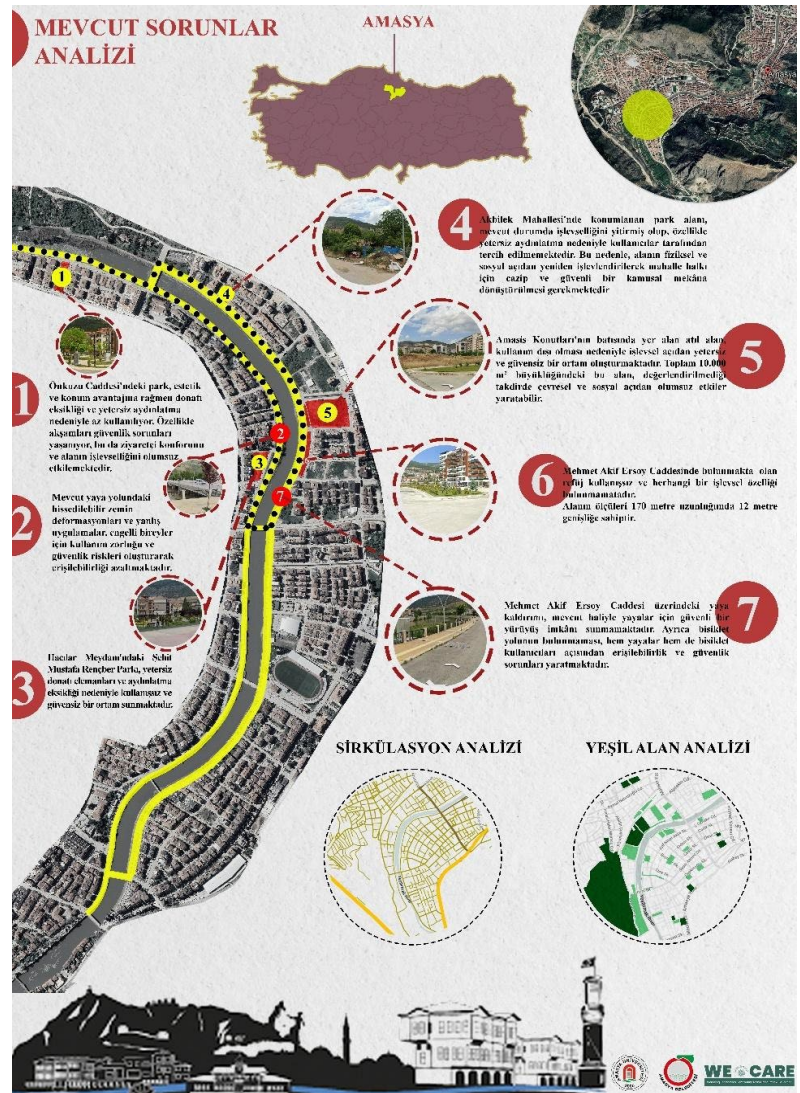 MEVCUT SORUNLAR
ANALİZİ
AMASYA
4
Akbilek Mahallesi'nde konumlanan park alanı,
mevcut durumda işlevselliğini yitirmiş olup, özellikle
yetersiz aydınlatma nedeniyle kullanıcılar tarafından
tercih edilmemektedir. Bu nedenle, alanın fiziksel ve
sosyal açıdan yeniden işlevlendirilerek mahalle halkı
için cazip ve güvenli bir kamusal mekâna
dönüştürülmesi gerekmektedir
5
Amasis Konutları'nın batısında yer alan atıl alan,
kullanım dışı olması nedeniyle işlevsel açıdan yetersiz
ve güvensiz bir ortam oluşturmaktadır. Toplam 10.000
m² büyüklüğündeki bu alan, değerlendirilmediği
takdirde çevresel ve sosyal açıdan olumsuz etkiler
yaratabilir.
1
Önkuzu Caddesi'ndeki park, estetik
ve konum avantajına rağmen donatı
eksikliği ve yetersiz aydınlatma
nedeniyle az kullanılıyor. Özellikle
akşamları güvenlik sorunları
yaşanıyor, bu da ziyaretçi konforunu
ve alanın işlevselliğini olumsuz
etkilemektedir.
6
Mehmet Akif Ersoy Caddesinde bulunmakta olan
refüj kullanışsız ve herhangi bir işlevsel özelliği
bulunmamatadır.
Alanın ölçüleri 170 metre uzunluğunda 12 metre
genişliğe sahiptir.
2
Mevcut yaya yolundaki
hissedilebilir zemin
deformasyonları ve yanlış
uygulamalar, engelli bireyler
için kullanım zorluğu ve
güvenlik riskleri oluşturarak
erişilebilirliği azaltmaktadır.
7
Mehmet Akif Ersoy Caddesi üzerindeki yaya
kaldırımı, mevcut haliyle yayalar için güvenli bir
yürüyüş imkânı sunmamaktadır. Ayrıca bisiklet
yolunun bulunmaması, hem yayalar hem de bisiklet
kullanıcıları açısından erişilebilirlik ve güvenlik
sorunları yaratmaktadır.
3
Hacılar Meydanı'ndaki Şehit
Mustafa Rençber Parkı, yetersiz
donatı elemanları ve aydınlatma
eksikliği nedeniyle kullanışsız ve
güvensiz bir ortam sunmaktadır.
1
4
5
2
3
7
SİRKÜLASYON ANALİZİ
YEŞİL ALAN ANALİZİ
WE CARE